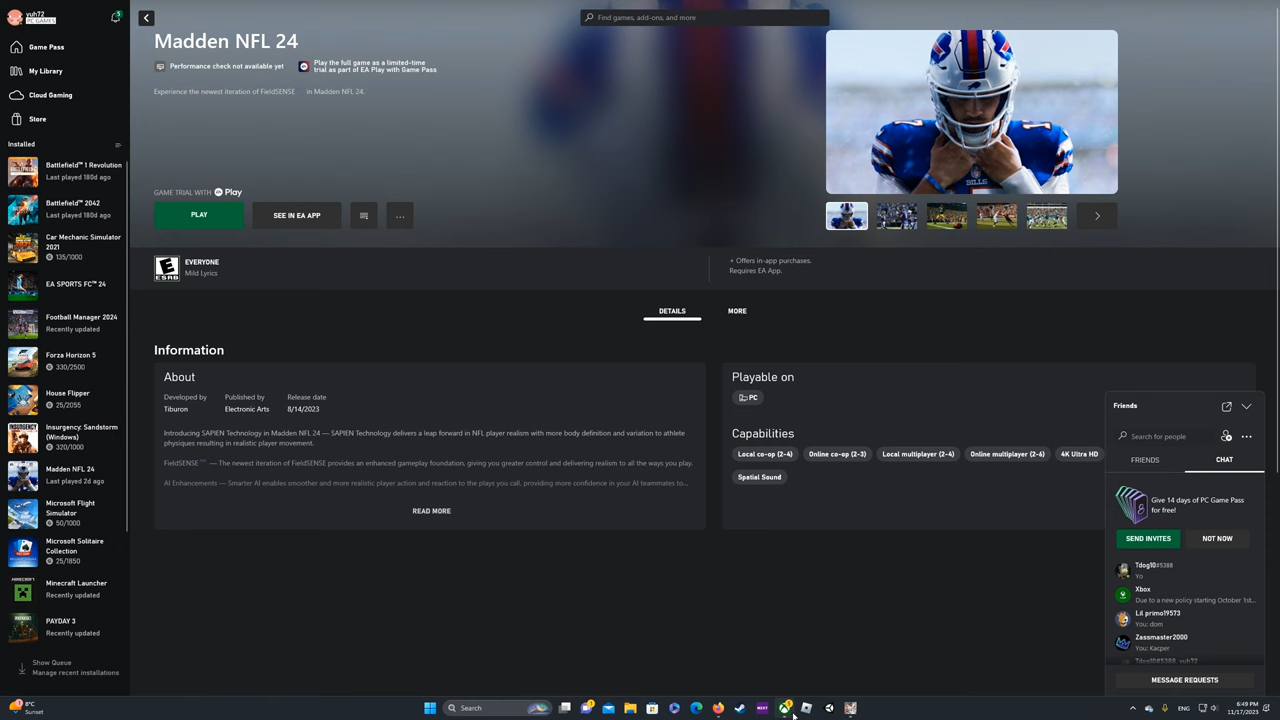 yuh72
PC GAMES
5
Find games, add-ons, and more
Game Pass
My Library
Cloud Gaming
Store
Installed
Battlefield™ 1 Revolution
Last played 180d ago
Battlefield™ 2042
Last played 180d ago
Car Mechanic Simulator
2021
135/1000
EA SPORTS FC™ 24
Football Manager 2024
Recently updated
Forza Horizon 5
330/2500
House Flipper
25/2055
Insurgency: Sandstorm
(Windows)
320/1000
Madden NFL 24
Last played 2d ago
Microsoft Flight
Simulator
50/1000
Microsoft Solitaire
Collection
25/1850
Minecraft Launcher
Recently updated
PAYDAY 3
Recently updated
Show Queue
Manage recent installations
Madden NFL 24
Performance check not available yet
Play the full game as a limited-time
trial as part of EA Play with Game Pass
Experience the newest iteration of FieldSENSE in Madden NFL 24.
GAME TRIAL WITH EA Play
PLAY
SEE IN EA APP
...
BILLS
EVERYONE
Mild Lyrics
E
ESRB
+ Offers in-app purchases.
Requires EA App.
DETAILS
MORE
Information
About
Developed by Published by Release date
Tiburon Electronic Arts 8/14/2023
Introducing SAPIEN Technology in Madden NFL 24 — SAPIEN Technology delivers a leap forward in NFL player realism with more body definition and variation to athlete
physiques resulting in realistic player movement.
FieldSENSE™ — The newest iteration of FieldSENSE provides an enhanced gameplay foundation, giving you greater control and delivering realism to all the ways you play.
AI Enhancements — Smarter AI enables smoother and more realistic player action and reaction to the plays you call, providing more confidence in your AI teammates to...
READ MORE
Playable on
PC
Capabilities
Local co-op (2-4)
Online co-op (2-3)
Local multiplayer (2-4)
Online multiplayer (2-6)
4K Ultra HD
Spatial Sound
Friends
Search for people
FRIENDS
CHAT
Give 14 days of PC Game Pass
for free!
SEND INVITES
NOT NOW
Tdog10#5388
Yo
Xbox
Due to a new policy starting October 1st...
Lil primo19573
You: dom
Zassmaster2000
You: Kacper
Tdog10#5388, yuh72
MESSAGE REQUESTS
8°C
Sunset
Search
NEXT
ENG
6:49 PM
11/17/2023